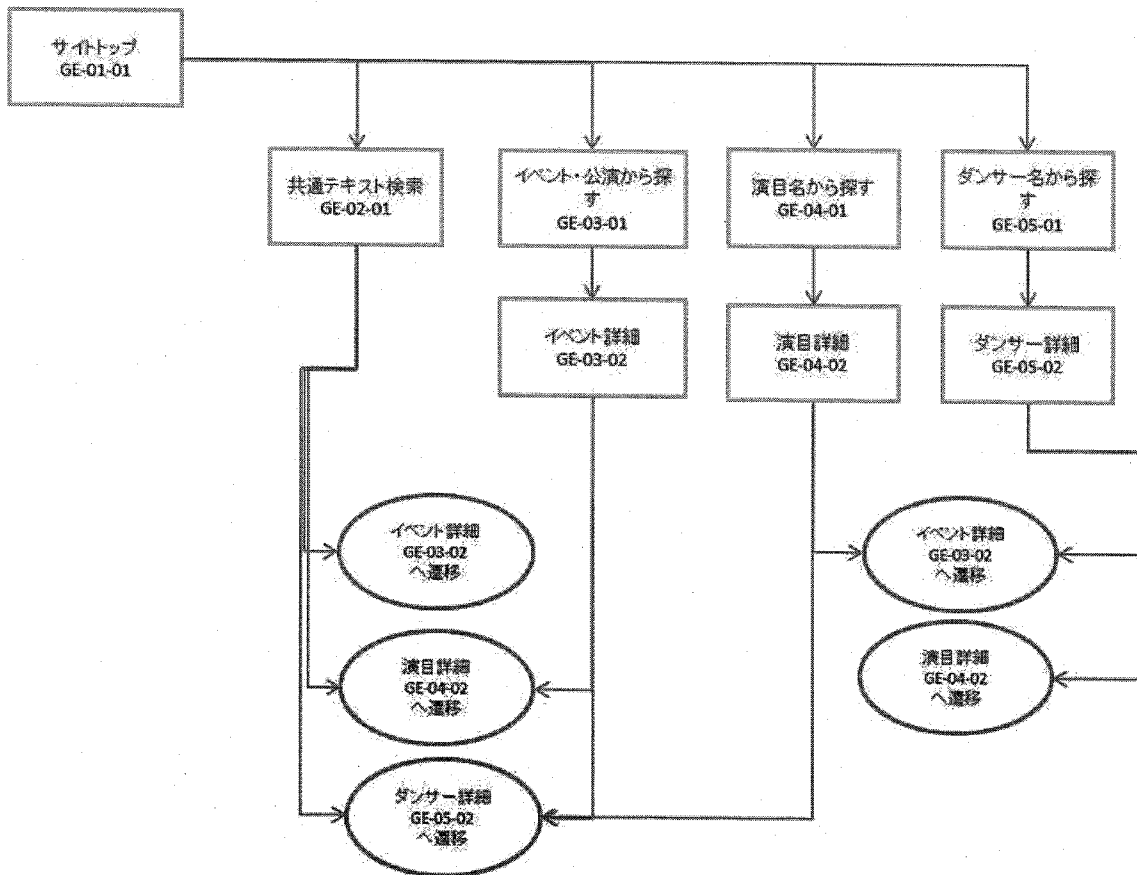 サイトトップ
GE-01-01
共通テキスト検索
GE-02-01
イベント・公演から探
す
GE-03-01
演目名から探す
GE-04-01
ダンサー名から探
す
GE-05-01
イベント詳細
GE-03-02
演目詳細
GE-04-02
ダンサー詳細
GE-05-02
イベント詳細
GE-03-02
へ遷移
イベント詳細
GE-03-02
へ遷移
演目詳細
GE-04-02
へ遷移
演目詳細
GE-04-02
へ遷移
ダンサー詳細
GE-05-02
へ遷移